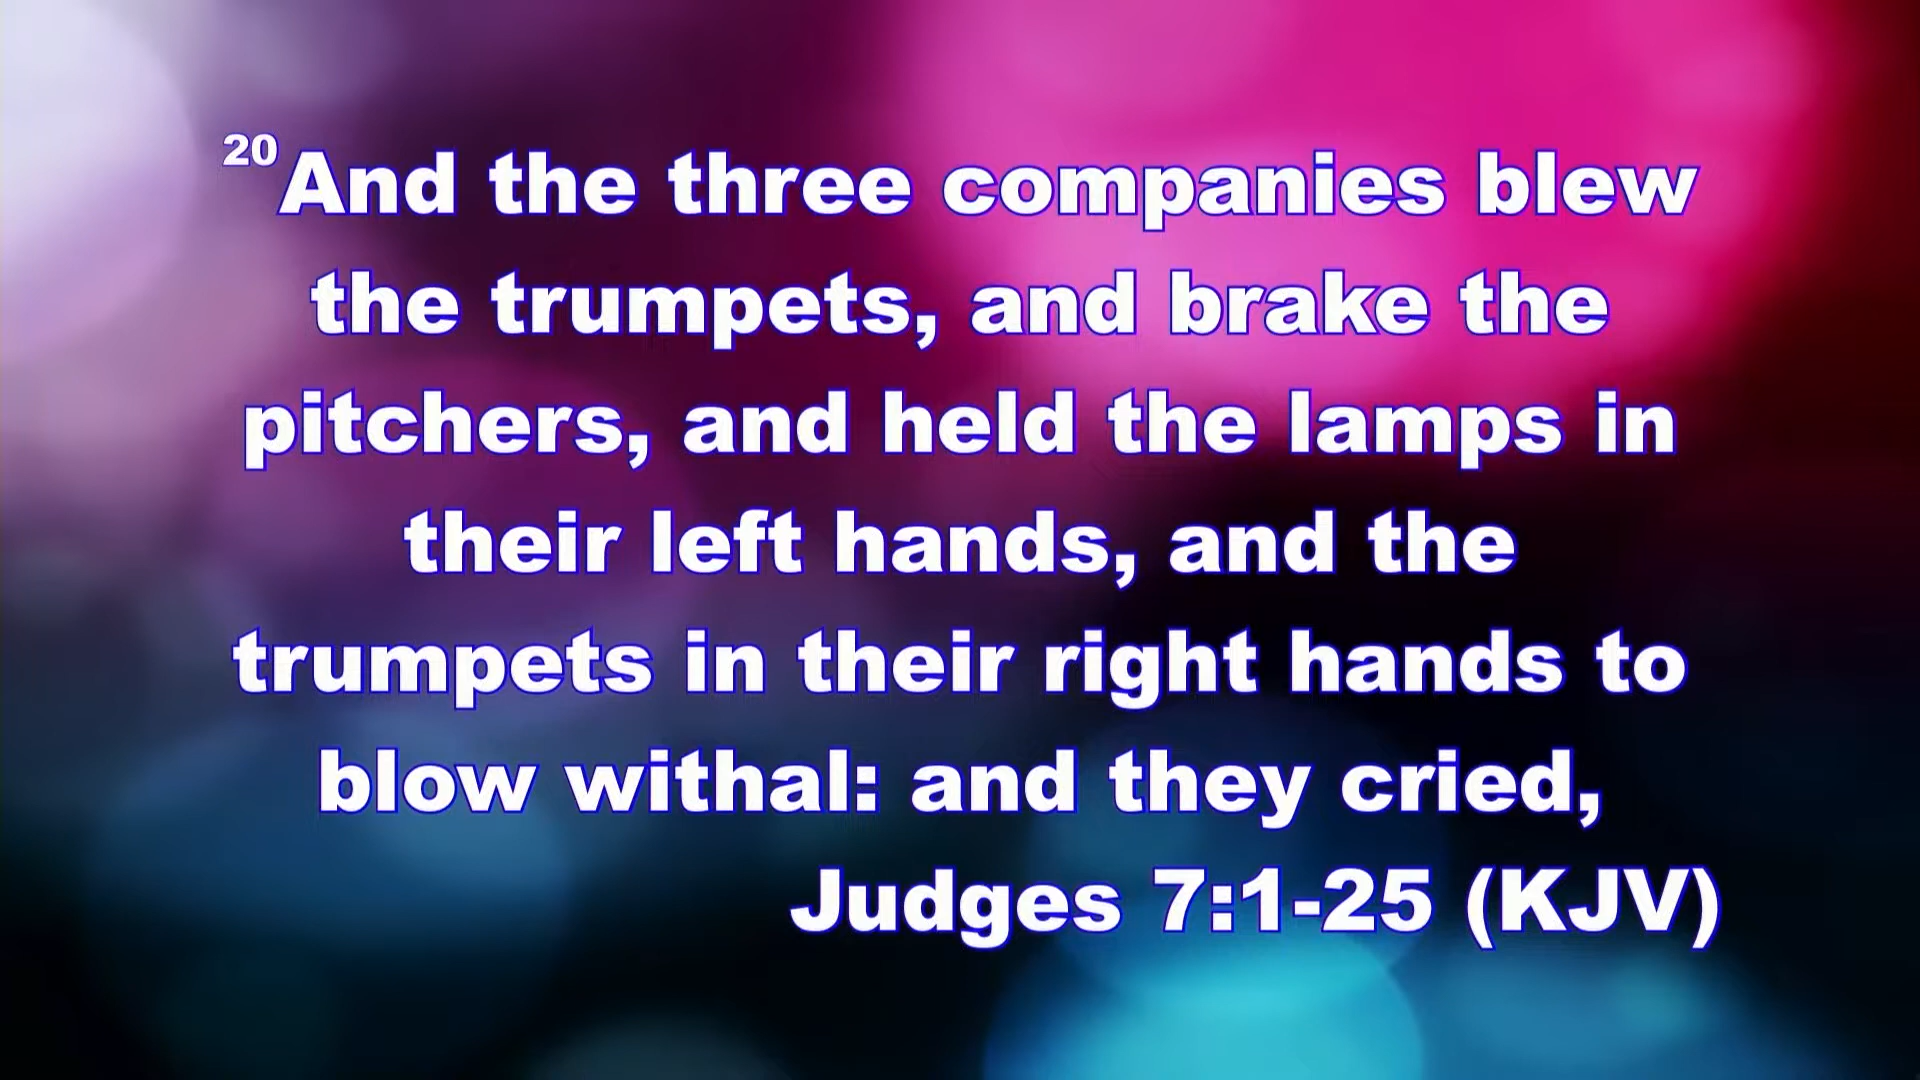 20And the three companies blew
the trumpets, and brake the
pitchers, and held the lamps in
their left hands, and the
trumpets in their right hands to
blow withal: and they cried,
Judges 7:1-25 (KJV)